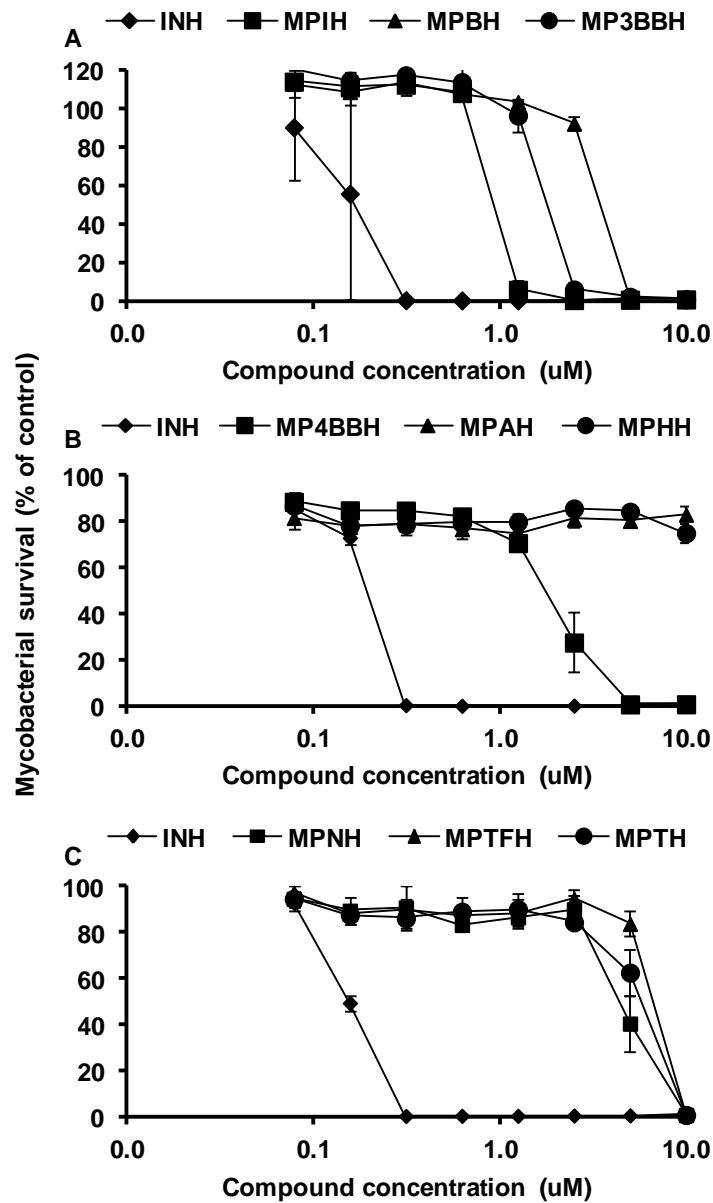 Mycobacterial survival (% of control)
A
INH MPIH MPBH MP3BBH
120
100
80
60
40
20
0
0.0 0.1 1.0 10.0
Compound concentration (uM)
B
INH MP4BBH MPAH MPHH
100
80
60
40
20
0
0.0 0.1 1.0 10.0
Compound concentration (uM)
C
INH MPNH MPTFH MPTH
100
80
60
40
20
0
0.0 0.1 1.0 10.0
Compound concentration (uM)